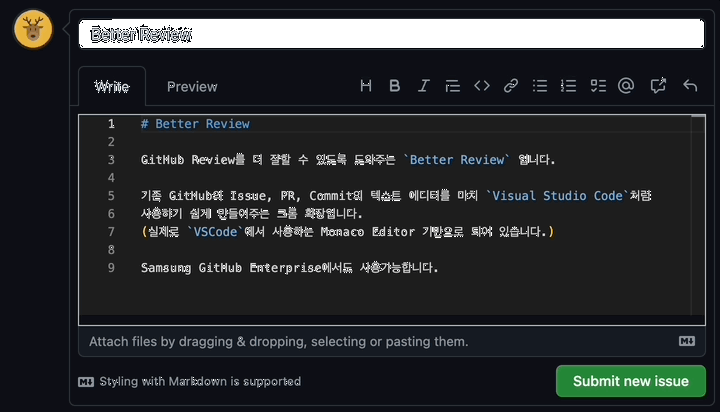 Better Review
Write Preview
1 # Better Review
2
3 GitHub Review를 더 잘할 수 있도록 도와주는 `Better Review` 입니다.
4
5 기존 GitHub의 Issue, PR, Commit의 텍스트 에디터를 마치 `Visual Studio Code`처럼
6 사용하기 쉽게 만들어주는 크롬 확장입니다.
7 (실제로 `VSCode`에서 사용하는 Monaco Editor 기반으로 되어 있습니다.)
8
9 Samsung GitHub Enterprise에서도 사용가능합니다.
Attach files by dragging & dropping, selecting or pasting them.
Styling with Markdown is supported
Submit new issue